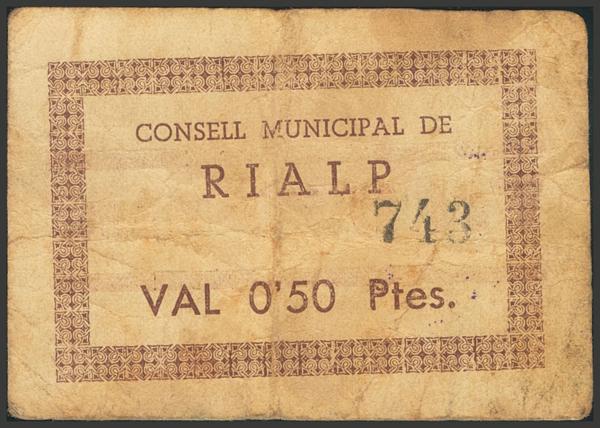 CONSELL MUNICIPAL DE
RIALP
743
VAL 0'50 Ptes.